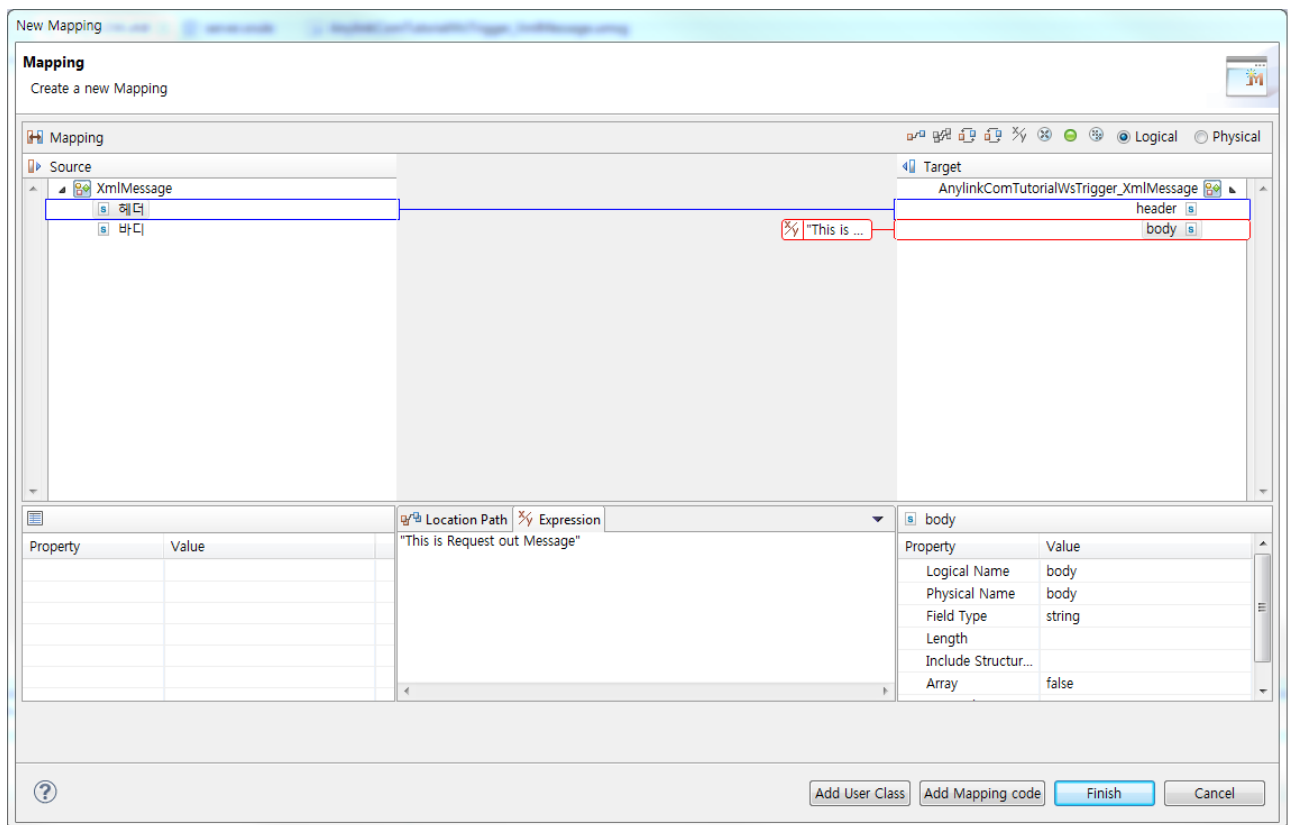 New Mapping
Mapping
Create a new Mapping
Mapping
Logical Physical
Source
Target
XmlMessage
AnylinkComTutorialWsTrigger_XmlMessage
헤더
header
바디
"This is ...
body
Location Path Expression
body
Property Value
"This is Request out Message"
Property Value
Logical Name body
Physical Name body
Field Type string
Length
Include Structur...
Array false
Add User Class Add Mapping code Finish Cancel